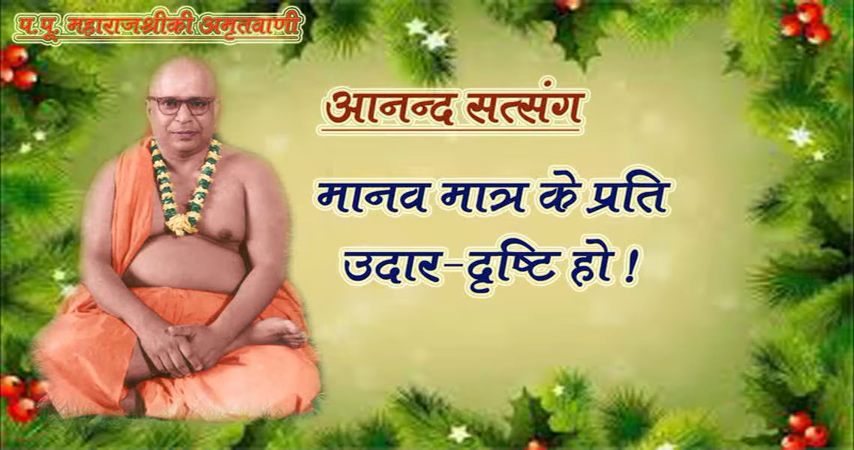 प.पू. महाराजश्रीकी अमृतवाणी
आनन्द सत्संग
मानव मात्र के प्रति
उदार-दृष्टि हो !